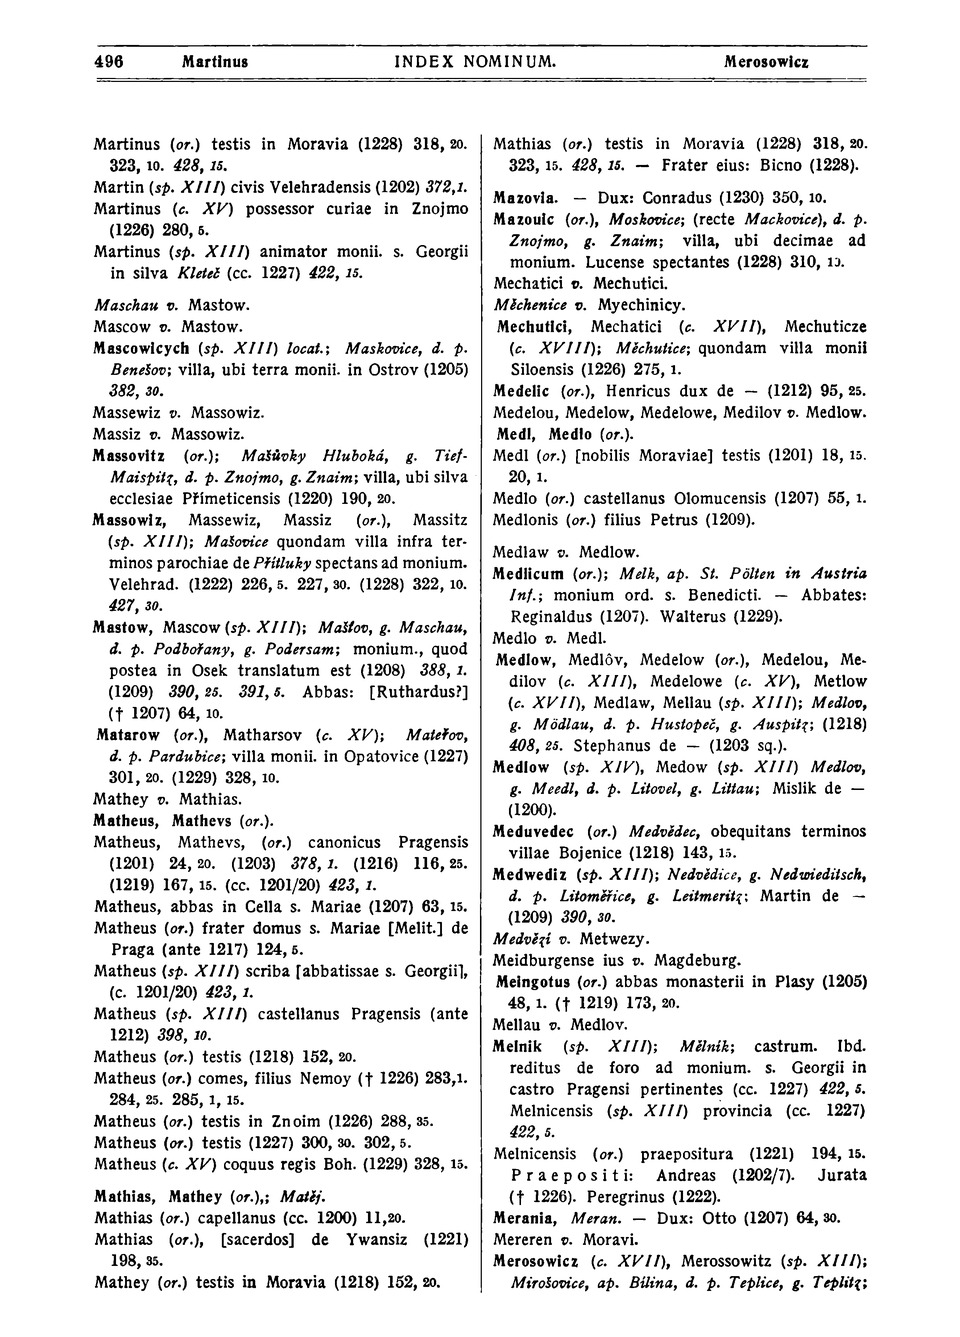 496 Martinus INDEX NOMINUM. Merosowicz
Martinus (or.) testis in Moravia (1228) 318, 20.
323, 10. 428, 15.
Martin (sp. XIII) civis Velehradensis (1202) 372,1.
Martinus (c. XV) possessor curiae in Znojmo
(1226) 280, 5.
Martinus (sp. XIII) animator monii. s. Georgii
in silva Kleteč (cc. 1227) 422, 15.
Maschau v. Mastow.
Mascow v. Mastow.
Mascowicych (sp. XIII) locat.; Maskovice, d. p.
Benešov; villa, ubi terra monii. in Ostrov (1205)
382, 30.
Massewiz v. Massowiz.
Massiz v. Massowiz.
Massovitz (or.); Mašůvky Hluboká, g. Tief-
Maispitz, d. p. Znojmo, g. Znaim; villa, ubi silva
ecclesiae Přímeticensis (1220) 190, 20.
Massowiz, Massewiz, Massiz (or.), Massitz
(sp. XIII); Mašovice quondam villa infra ter-
minos parochiae de Přítluky spectans ad monium.
Velehrad. (1222) 226, 5. 227, 30. (1228) 322, 10.
427, 30.
Mastow, Mascow (sp. XIII); Mašťov, g. Maschau,
d. p. Podbořany, g. Podersam; monium., quod
postea in Osek translatum est (1208) 388, 1.
(1209) 390, 25. 391, 5. Abbas: [Ruthardus?]
(† 1207) 64, 10.
Matarow (or.), Matharsov (c. XV); Mateřov,
d. p. Pardubice; villa monii. in Opatovice (1227)
301, 20. (1229) 328, 10.
Mathey v. Mathias.
Matheus, Mathevs (or.).
Matheus, Mathevs, (or.) canonicus Pragensis
(1201) 24, 20. (1203) 378, 1. (1216) 116, 25.
(1219) 167, 15. (cc. 1201/20) 423, 1.
Matheus, abbas in Cella s. Mariae (1207) 63, 15.
Matheus (or.) frater domus s. Mariae [Melit.] de
Praga (ante 1217) 124, 5.
Matheus (sp. XIII) scriba [abbatissae s. Georgii],
(c. 1201/20) 423, 1.
Matheus (sp. XIII) castellanus Pragensis (ante
1212) 398, 10.
Matheus (or.) testis (1218) 152, 20.
Matheus (or.) comes, filius Nemoy († 1226) 283,1.
284, 25. 285, 1, 15.
Matheus (or.) testis in Znoim (1226) 288, 35.
Matheus (or.) testis (1227) 300, 30. 302, 5.
Matheus (c. XV) coquus regis Boh. (1229) 328, 15.
Mathias, Mathey (or.),; Matěj.
Mathias (or.) capellanus (cc. 1200) 11,20.
Mathias (or.), [sacerdos] de Ywansiz (1221)
198, 35.
Mathey (or.) testis in Moravia (1218) 152, 20.
Mathias (or.) testis in Moravia (1228) 318, 20.
323, 15. 428, 15. — Frater eius: Bicno (1228).
Mazovia. — Dux: Conradus (1230) 350, 10.
Mazouic (or.), Moskovice; (recte Mackovice), d. p.
Znojmo, g. Znaim; villa, ubi decimae ad
monium. Lucense spectantes (1228) 310, 10.
Mechatici v. Mechutici.
Měchenice v. Myechinicy.
Mechutici, Mechatici (c. XVII), Mechuticze
(c. XVIII); Měchutice; quondam villa monii
Siloensis (1226) 275, 1.
Medelic (or.), Henricus dux de — (1212) 95, 25.
Medelou, Medelow, Medelowe, Medilov v. Medlow.
Medl, Medlo (or.).
Medl (or.) [nobilis Moraviae] testis (1201) 18, 15.
20, 1.
Medlo (or.) castellanus Olomucensis (1207) 55, 1.
Medlonis (or.) filius Petrus (1209).
Medlaw v. Medlow.
Medlicum (or.); Melk, ap. St. Pölten in Austria
Inf.; monium ord. s. Benedicti. — Abbates:
Reginaldus (1207). Walterus (1229).
Medlo v. Medl.
Medlow, Medlôv, Medelow (or.), Medelou, Me-
dilov (c. XIII), Medelowe (c. XV), Metlow
(c. XVII), Medlaw, Mellau (sp. XIII); Medlov,
g. Mödlau, d. p. Hustopeč, g. Auspitz; (1218)
408, 25. Stephanus de — (1203 sq.).
Medlow (sp. XIV), Medow (sp. XIII) Medlov,
g. Meedl, d. p. Litovel, g. Littau; Mislik de —
(1200).
Meduvedec (or.) Medvědec, obequitans terminos
villae Bojenice (1218) 143, 15.
Medwediz (sp. XIII); Nedvědice, g. Nedwieditsch,
d. p. Litoměřice, g. Leitmeritz; Martin de —
(1209) 390, 30.
Medvězí v. Metwezy.
Meidburgense ius v. Magdeburg.
Meingotus (or.) abbas monasterii in Plasy (1205)
48, 1. († 1219) 173, 20.
Mellau v. Medlov.
Melnik (sp. XIII); Mělník; castrum. Ibd.
reditus de foro ad monium. s. Georgii in
castro Pragensi pertinentes (cc. 1227) 422, 5.
Melnicensis (sp. XIII) provincia (cc. 1227)
422, 5.
Melnicensis (or.) praepositura (1221) 194, 15.
Praepositi: Andreas (1202/7). Jurata
(† 1226). Peregrinus (1222).
Merania, Meran. — Dux: Otto (1207) 64, 30.
Mereren v. Moravi.
Merosowicz (c. XVII), Merossowitz (sp. XIII);
Mirošovice, ap. Bílina, d. p. Teplice, g. Teplitz;